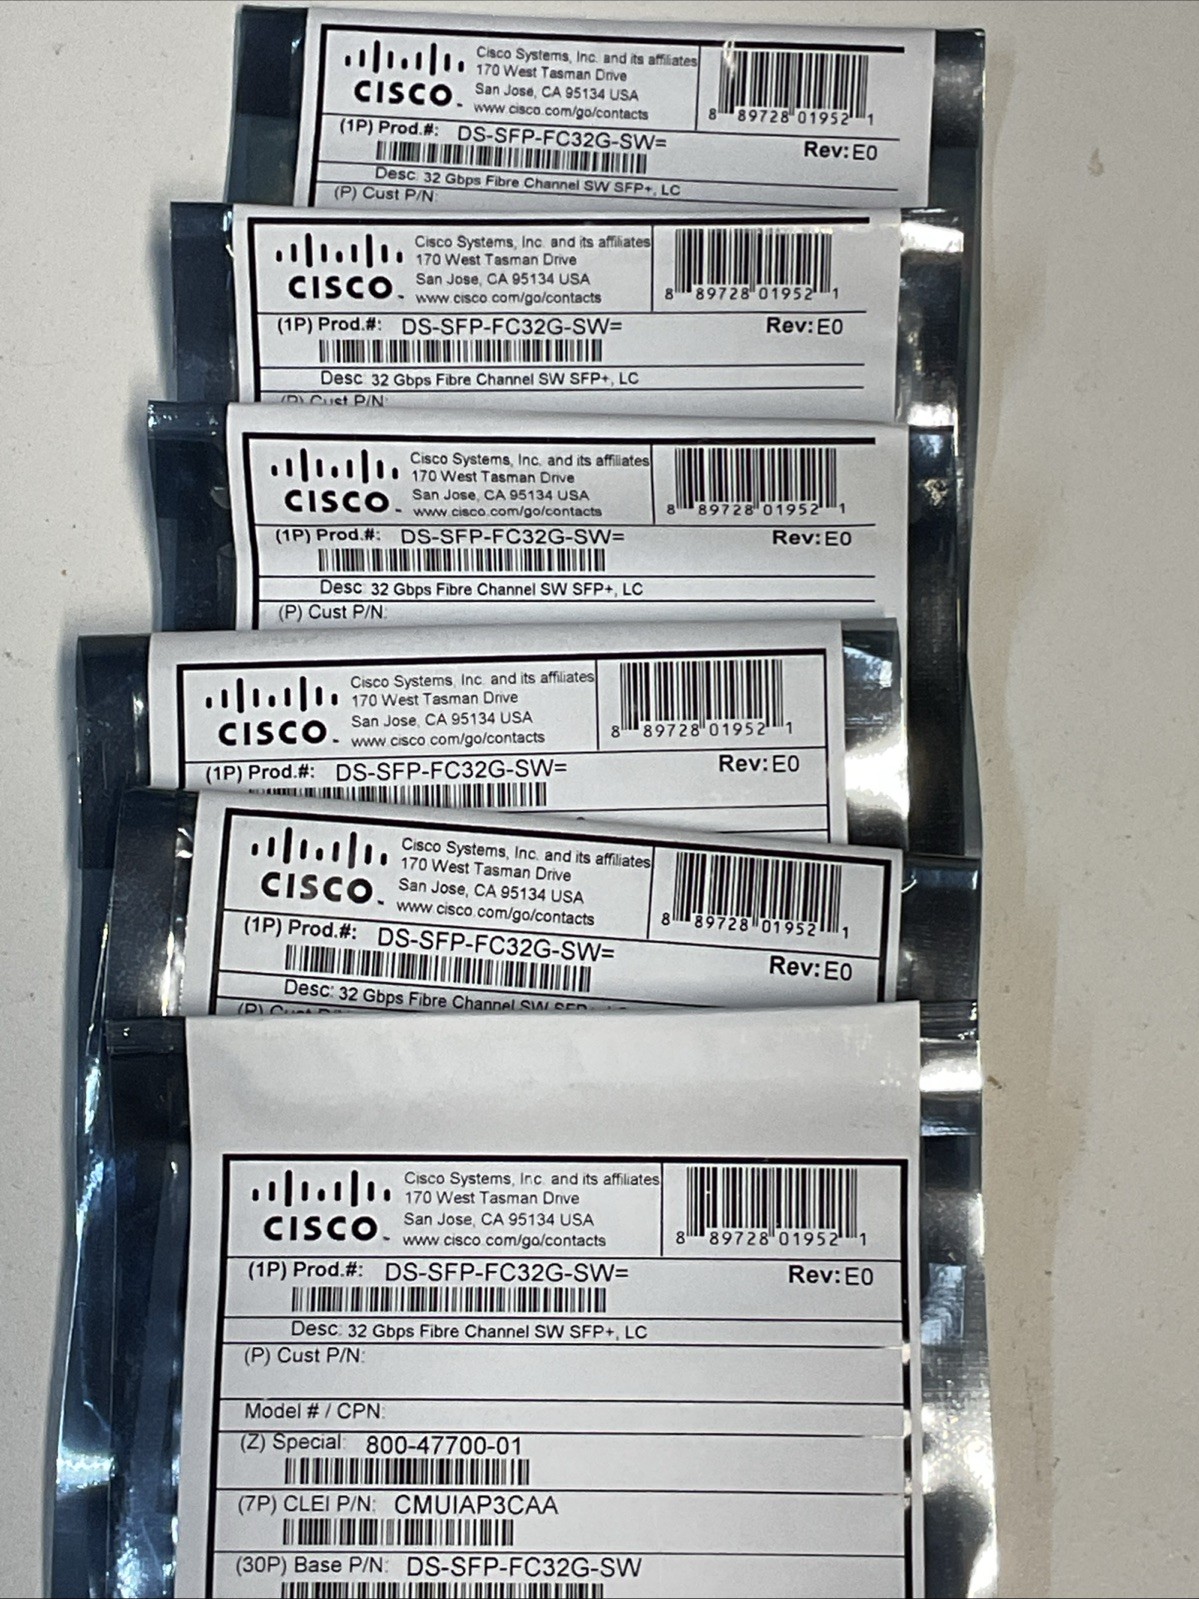 Cisco Systems, Inc. and its affiliates
170 West Tasman Drive
San Jose, CA 95134 USA
www.cisco.com/go/contacts
CISCO
8 89728 01952 1
(1P) Prod.#: DS-SFP-FC32G-SW=
Rev: E0
Desc: 32 Gbps Fibre Channel SW SFP+, LC
(P) Cust P/N:
Cisco Systems, Inc. and its affiliates
170 West Tasman Drive
San Jose, CA 95134 USA
www.cisco.com/go/contacts
CISCO
8 89728 01952 1
(1P) Prod.#: DS-SFP-FC32G-SW=
Rev: E0
Desc: 32 Gbps Fibre Channel SW SFP+, LC
(P) Cust P/N:
Cisco Systems, Inc. and its affiliates
170 West Tasman Drive
San Jose, CA 95134 USA
www.cisco.com/go/contacts
CISCO
8 89728 01952 1
(1P) Prod.#: DS-SFP-FC32G-SW=
Rev: E0
Desc: 32 Gbps Fibre Channel SW SFP+, LC
(P) Cust P/N:
Cisco Systems, Inc. and its affiliates
170 West Tasman Drive
San Jose, CA 95134 USA
www.cisco.com/go/contacts
CISCO
8 89728 01952 1
(1P) Prod.#: DS-SFP-FC32G-SW=
Rev: E0
Cisco Systems, Inc. and its affiliates
170 West Tasman Drive
San Jose, CA 95134 USA
www.cisco.com/go/contacts
CISCO
8 89728 01952 1
(1P) Prod.#: DS-SFP-FC32G-SW=
Rev: E0
Desc: 32 Gbps Fibre Channel SW SFP+, LC
Cisco Systems, Inc. and its affiliates
170 West Tasman Drive
San Jose, CA 95134 USA
www.cisco.com/go/contacts
CISCO
8 89728 01952 1
(1P) Prod.#: DS-SFP-FC32G-SW=
Rev: E0
Desc: 32 Gbps Fibre Channel SW SFP+, LC
(P) Cust P/N:
Model # / CPN:
(Z) Special: 800-47700-01
(7P) CLEI P/N: CMUIAP3CAA
(30P) Base P/N: DS-SFP-FC32G-SW